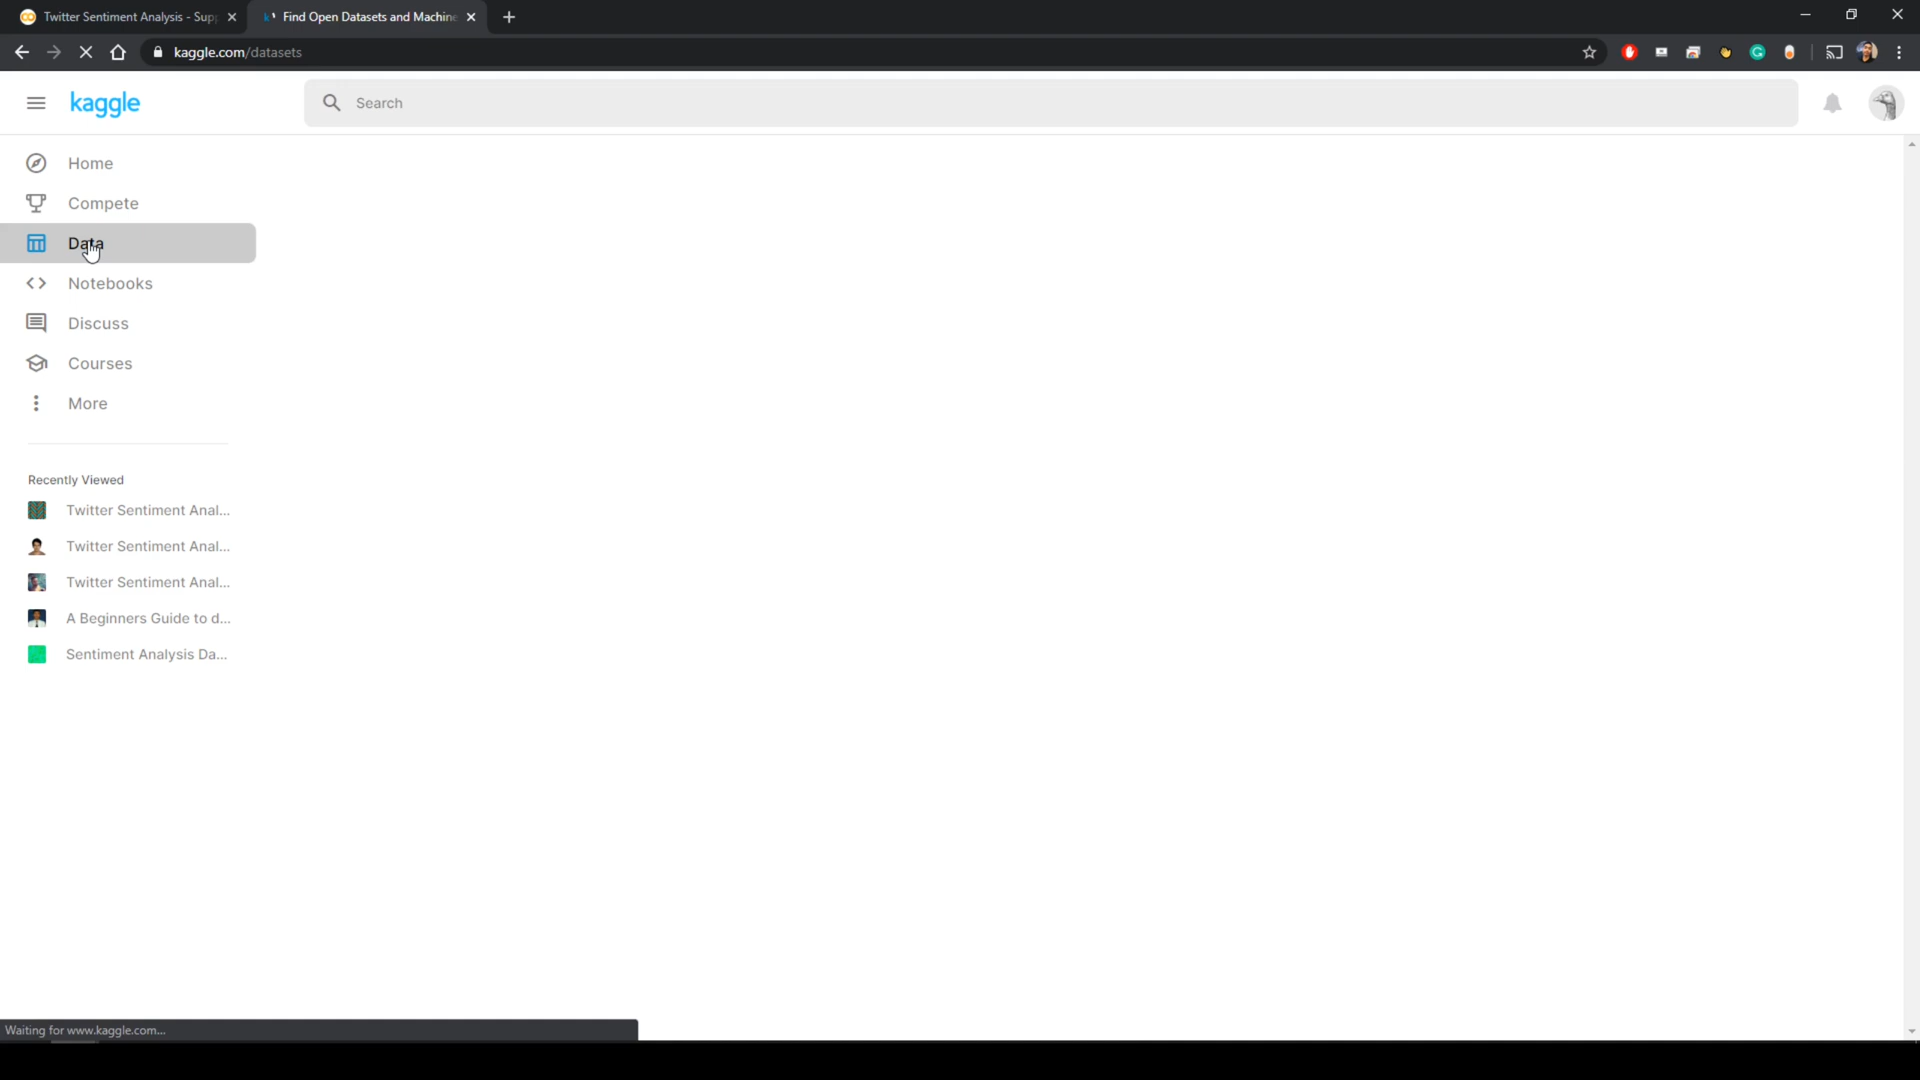 Twitter Sentiment Analysis - Supp
Find Open Datasets and Machine
kaggle.com/datasets
kaggle
Search
Home
Compete
Data
Notebooks
Discuss
Courses
More
Recently Viewed
Twitter Sentiment Anal...
Twitter Sentiment Anal...
Twitter Sentiment Anal...
A Beginners Guide to d...
Sentiment Analysis Da...
Waiting for www.kaggle.com...